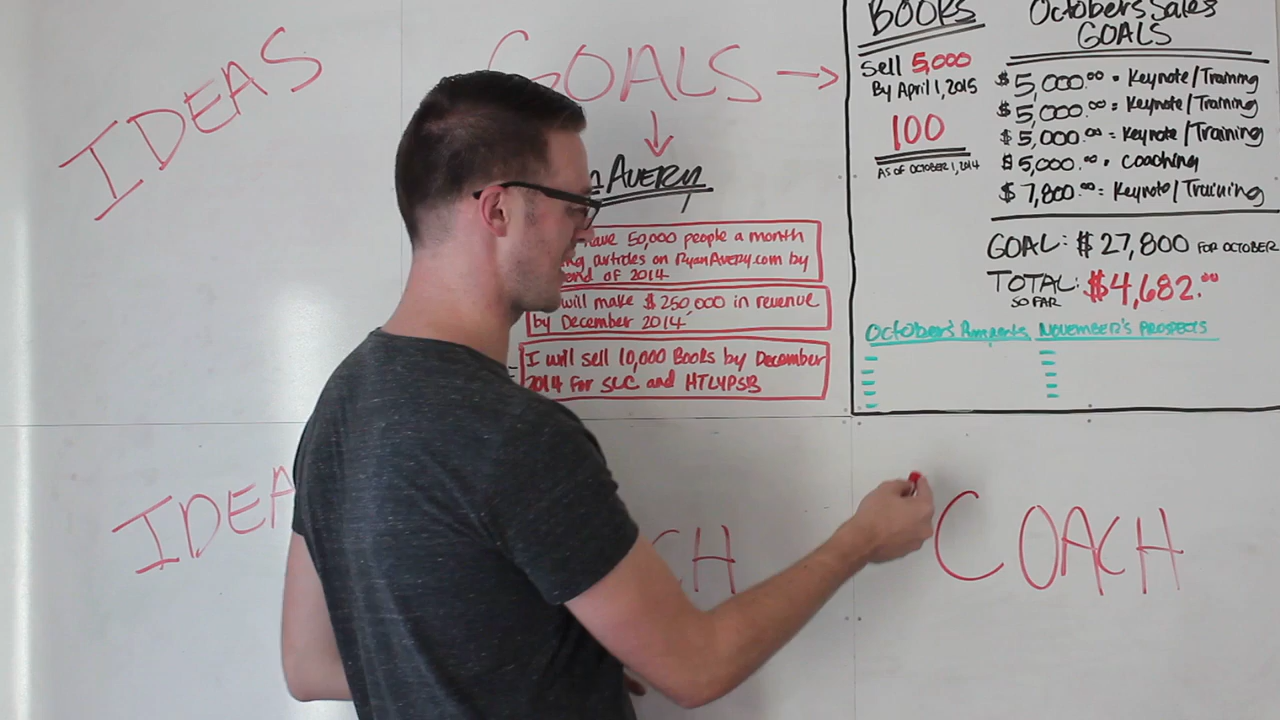 IDEAS
GOALS →
Avery
have 50,000 people a month
articles on RyanAvery.com by
end of 2014
will make $250,000 in revenue
by December 2014
I will sell 10,000 Books by December
2014 for SLC and HTLYPSB
BOOKS
Sell 5,000
By April 1, 2015
100
AS OF OCTOBER 1, 2014
October's Sales
GOALS
$5,000.00 = Keynote/Training
$5,000.00 = Keynote/Training
$5,000.00 = Keynote/Training
$5,000.00 = Coaching
$7,800.00 = Keynote/Training
GOAL: $27,800 FOR OCTOBER
TOTAL: $4,682.00
SO FAR
October's November's Prospects
IDEA
CH
COACH